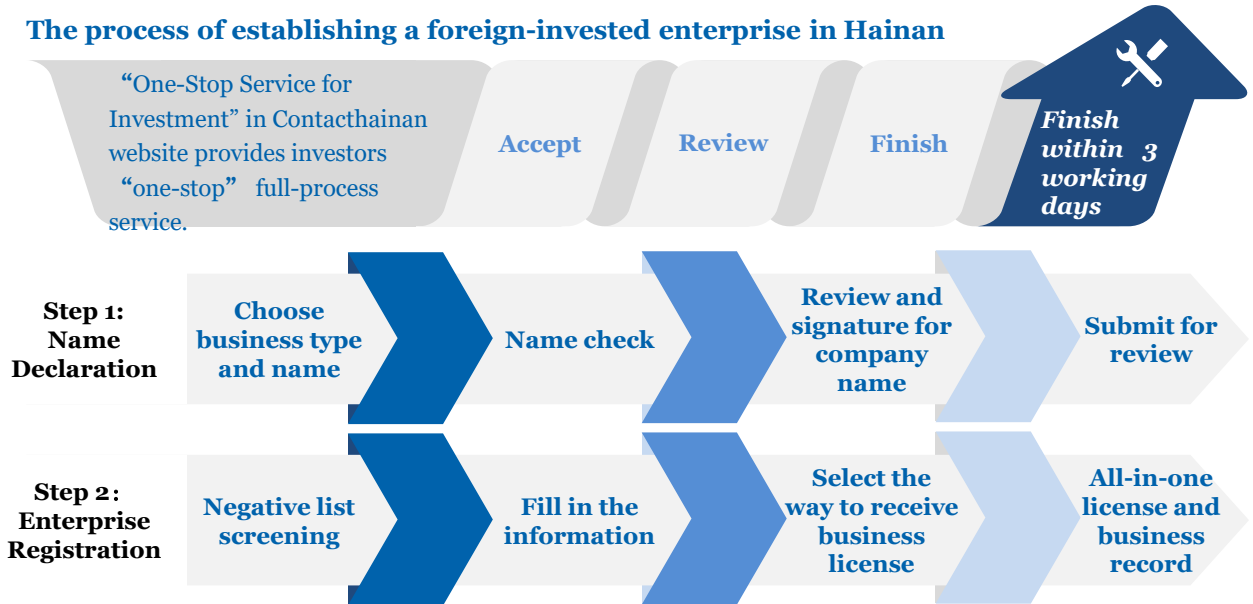 The process of establishing a foreign-invested enterprise in Hainan
“One-Stop Service for
Investment” in Contacthainan
website provides investors
“one-stop” full-process
service.
Accept
Review
Finish
Finish
within 3
working
days
Step 1:
Name
Declaration
Choose
business type
and name
Name check
Review and
signature for
company
name
Submit for
review
Step 2：
Enterprise
Registration
Negative list
screening
Fill in the
information
Select the
way to receive
business
license
All-in-one
license and
business
record